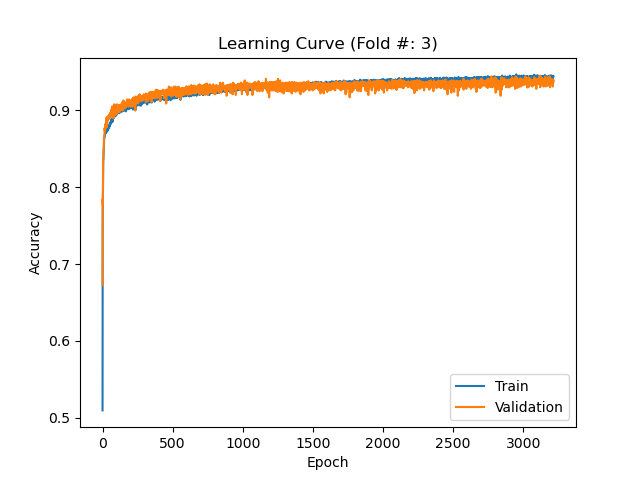 Learning Curve (Fold #: 3)
Accuracy
0.9
0.8
0.7
0.6
0.5
0 500 1000 1500 2000 2500 3000
Epoch
Train
Validation